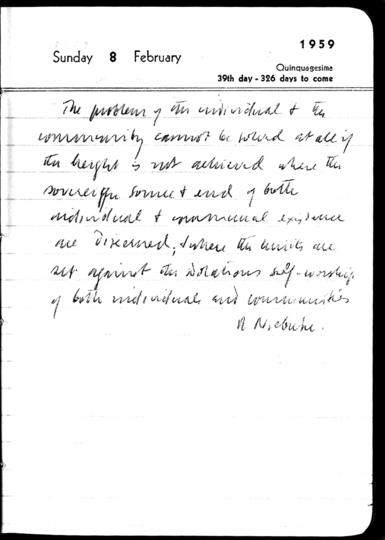 1959
Sunday 8 February
Quinquagesima
39th day - 326 days to come
The problem of the individual & the
community cannot be solved at all if
the height is not achieved where the
sovereign source & end of both
individual & communal existence
are discerned, & where the limits are
set against the idolatrous self-worship
of both individuals and communities
R Niebuhr.